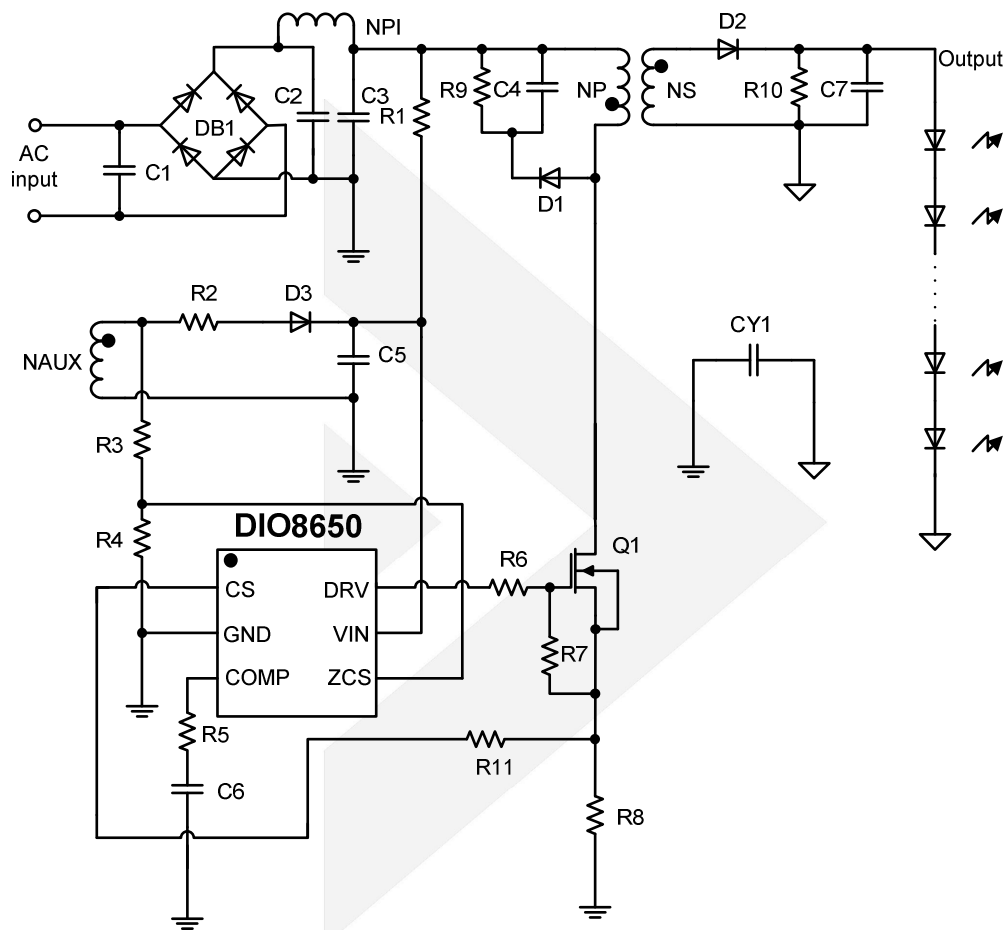 NPI
D2
Output
C2
C3
R1
R9
C4
NP
NS
R10
C7
DB1
AC
input
C1
D1
R2
D3
NAUX
C5
CY1
R3
R4
DIO8650
CS
GND
COMP
DRV
VIN
ZCS
R6
Q1
R7
R5
C6
R11
R8